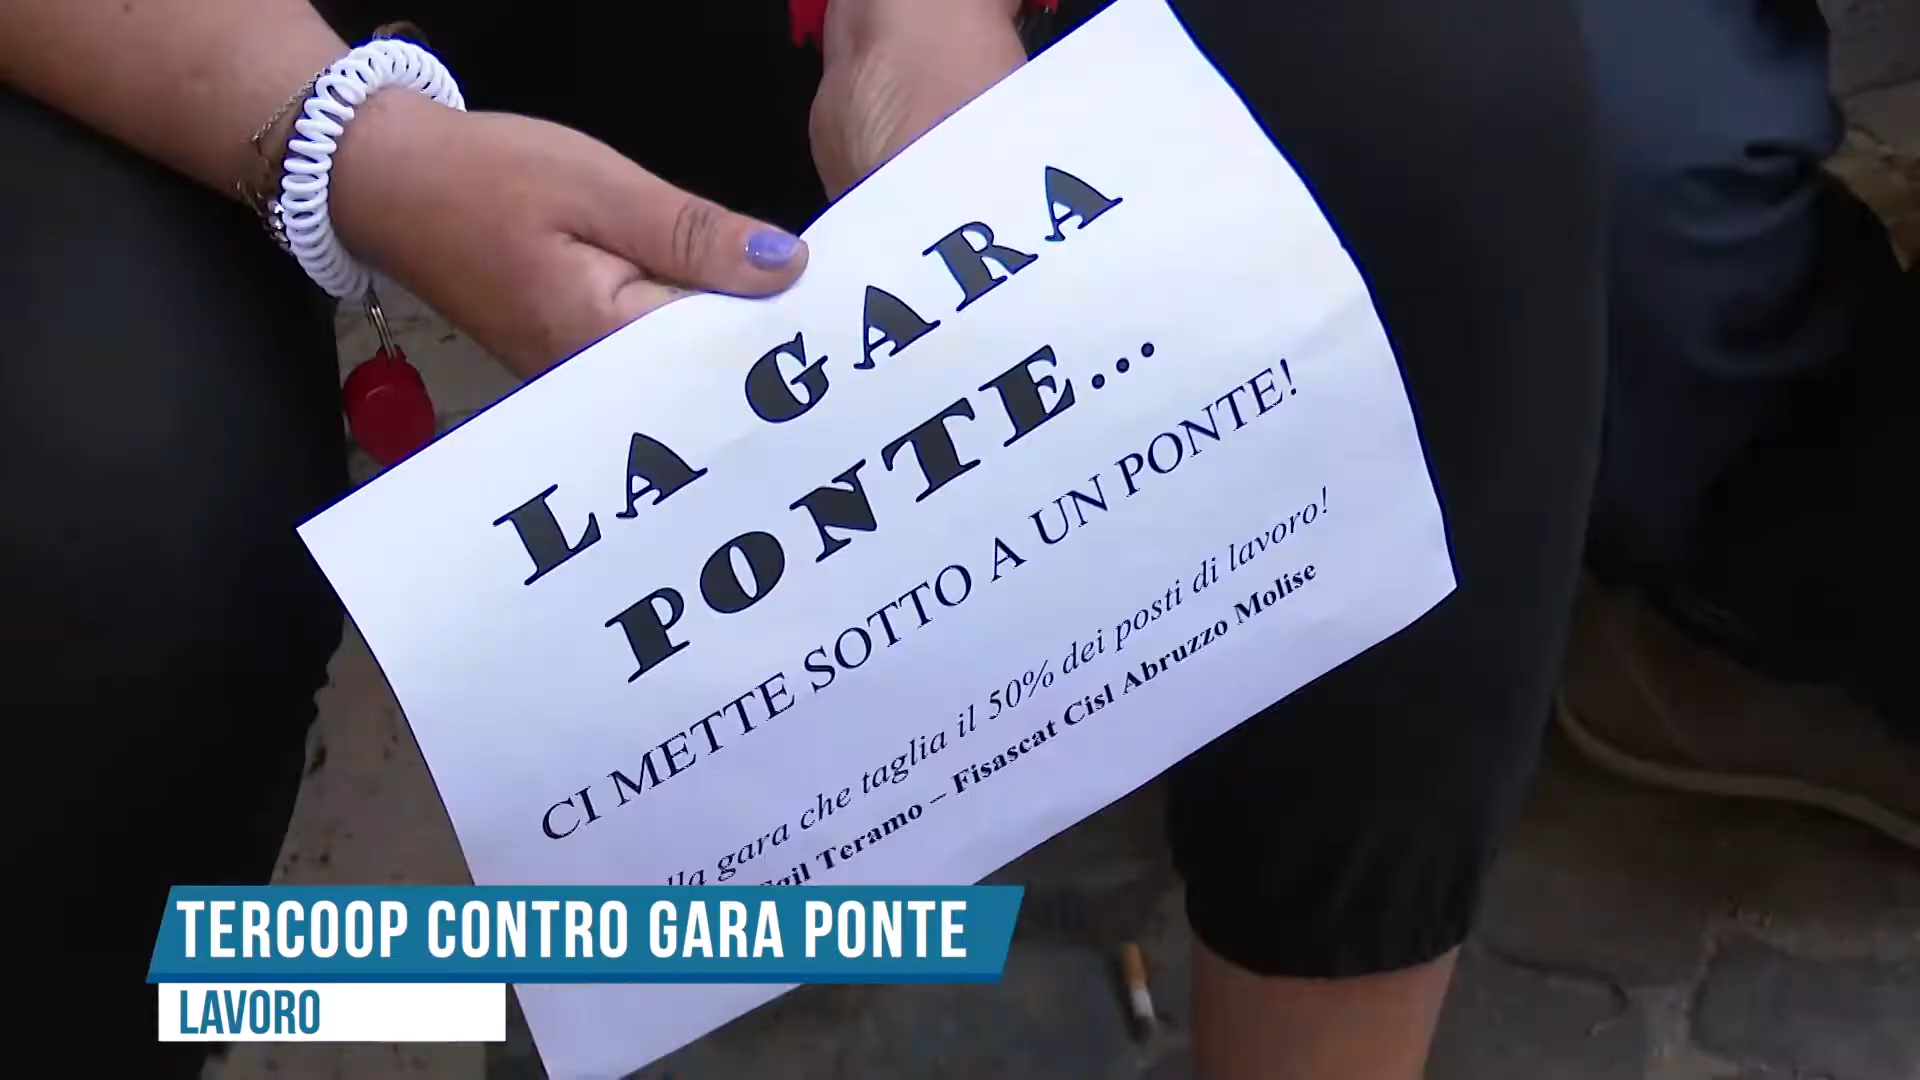 LA GARA
PONTE...
CI METTE SOTTO A UN PONTE!
gara che taglia il 50% dei posti di lavoro!
Teramo – Fisascat Cisl Abruzzo Molise
TERCOOP CONTRO GARA PONTE
LAVORO